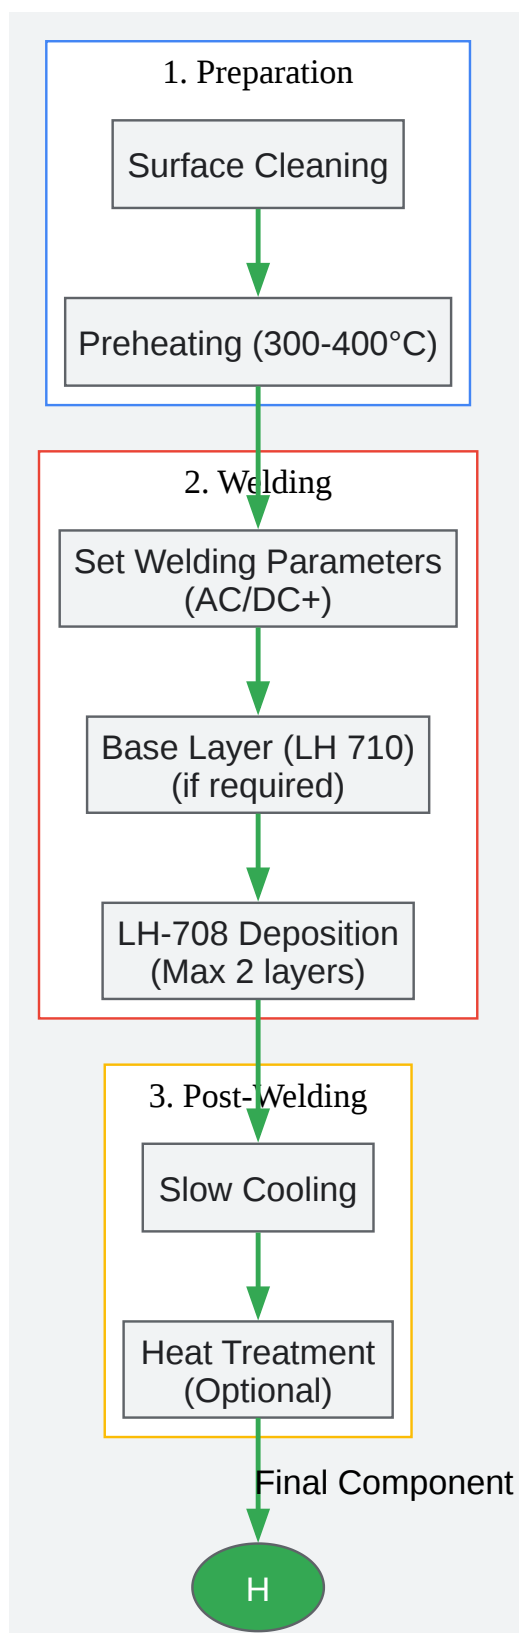 1. Preparation
Surface Cleaning
Preheating (300-400°C)
2. Welding
Set Welding Parameters
(AC/DC+)
Base Layer (LH 710)
(if required)
LH-708 Deposition
(Max 2 layers)
3. Post-Welding
Slow Cooling
Heat Treatment
(Optional)
Final Component
H